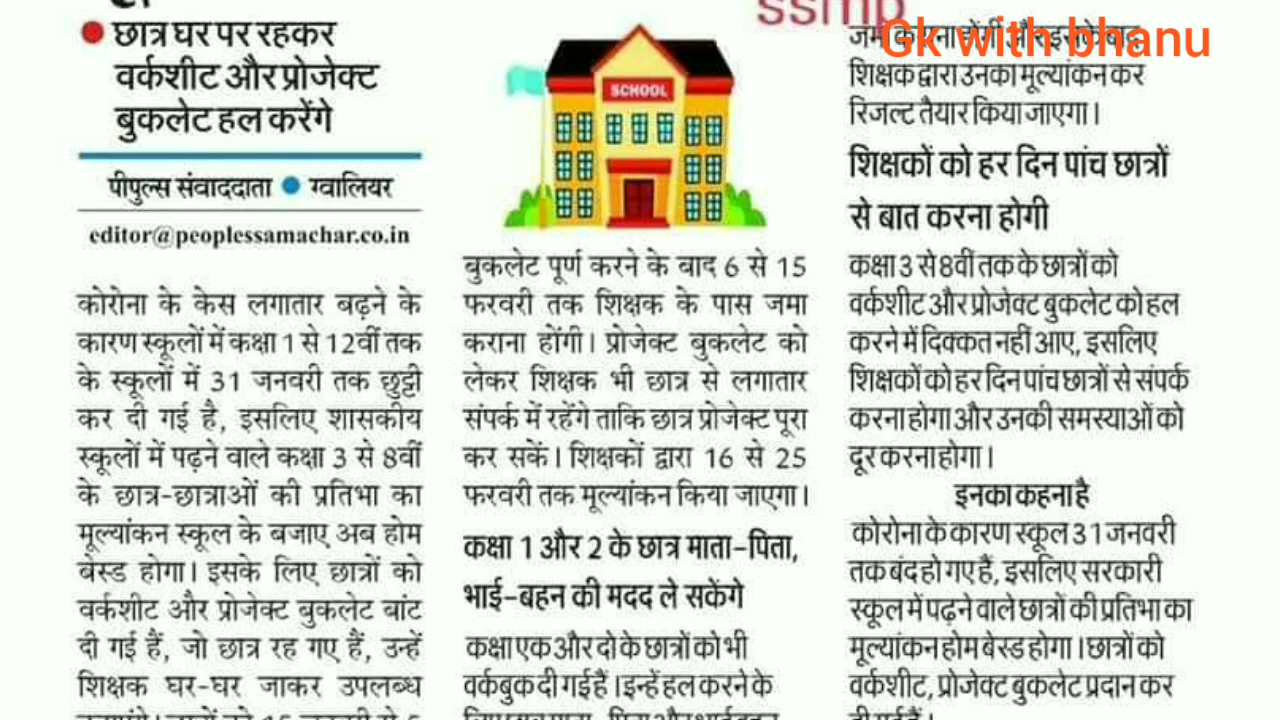 ssmp
Gk with bhanu
छात्र घर पर रहकर
वर्कशीट और प्रोजेक्ट
बुकलेट हल करेंगे
पीपुल्स संवाददाता ● ग्वालियर
editor@peoplessamachar.co.in
कोरोना के केस लगातार बढ़ने के
कारण स्कूलों में कक्षा 1 से 12वीं तक
के स्कूलों में 31 जनवरी तक छुट्टी
कर दी गई है, इसलिए शासकीय
स्कूलों में पढ़ने वाले कक्षा 3 से 8वीं
के छात्र-छात्राओं की प्रतिभा का
मूल्यांकन स्कूल के बजाए अब होम
बेस्ड होगा। इसके लिए छात्रों को
वर्कशीट और प्रोजेक्ट बुकलेट बांट
दी गई हैं, जो छात्र रह गए हैं, उन्हें
शिक्षक घर-घर जाकर उपलब्ध
SCHOOL
बुकलेट पूर्ण करने के बाद 6 से 15
फरवरी तक शिक्षक के पास जमा
कराना होंगी। प्रोजेक्ट बुकलेट को
लेकर शिक्षक भी छात्र से लगातार
संपर्क में रहेंगे ताकि छात्र प्रोजेक्ट पूरा
कर सकें। शिक्षकों द्वारा 16 से 25
फरवरी तक मूल्यांकन किया जाएगा।
कक्षा 1 और 2 के छात्र माता-पिता,
भाई-बहन की मदद ले सकेंगे
कक्षा एक और दो के छात्रों को भी
वर्कबुक दी गई हैं। इन्हें हल करने के
शिक्षक द्वारा उनका मूल्यांकन कर
रिजल्ट तैयार किया जाएगा।
शिक्षकों को हर दिन पांच छात्रों
से बात करना होगी
कक्षा 3 से 8वीं तक के छात्रों को
वर्कशीट और प्रोजेक्ट बुकलेट को हल
करने में दिक्कत नहीं आए, इसलिए
शिक्षकों को हर दिन पांच छात्रों से संपर्क
करना होगा और उनकी समस्याओं को
दूर करना होगा।
इनका कहना है
कोरोना के कारण स्कूल 31 जनवरी
तक बंद हो गए हैं, इसलिए सरकारी
स्कूल में पढ़ने वाले छात्रों की प्रतिभा का
मूल्यांकन होम बेस्ड होगा। छात्रों को
वर्कशीट, प्रोजेक्ट बुकलेट प्रदान कर